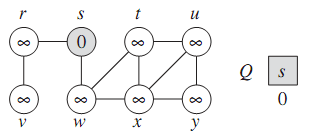 r s t u
∞ 0 ∞ ∞
Q s
∞ ∞ ∞ ∞
0
v w x y